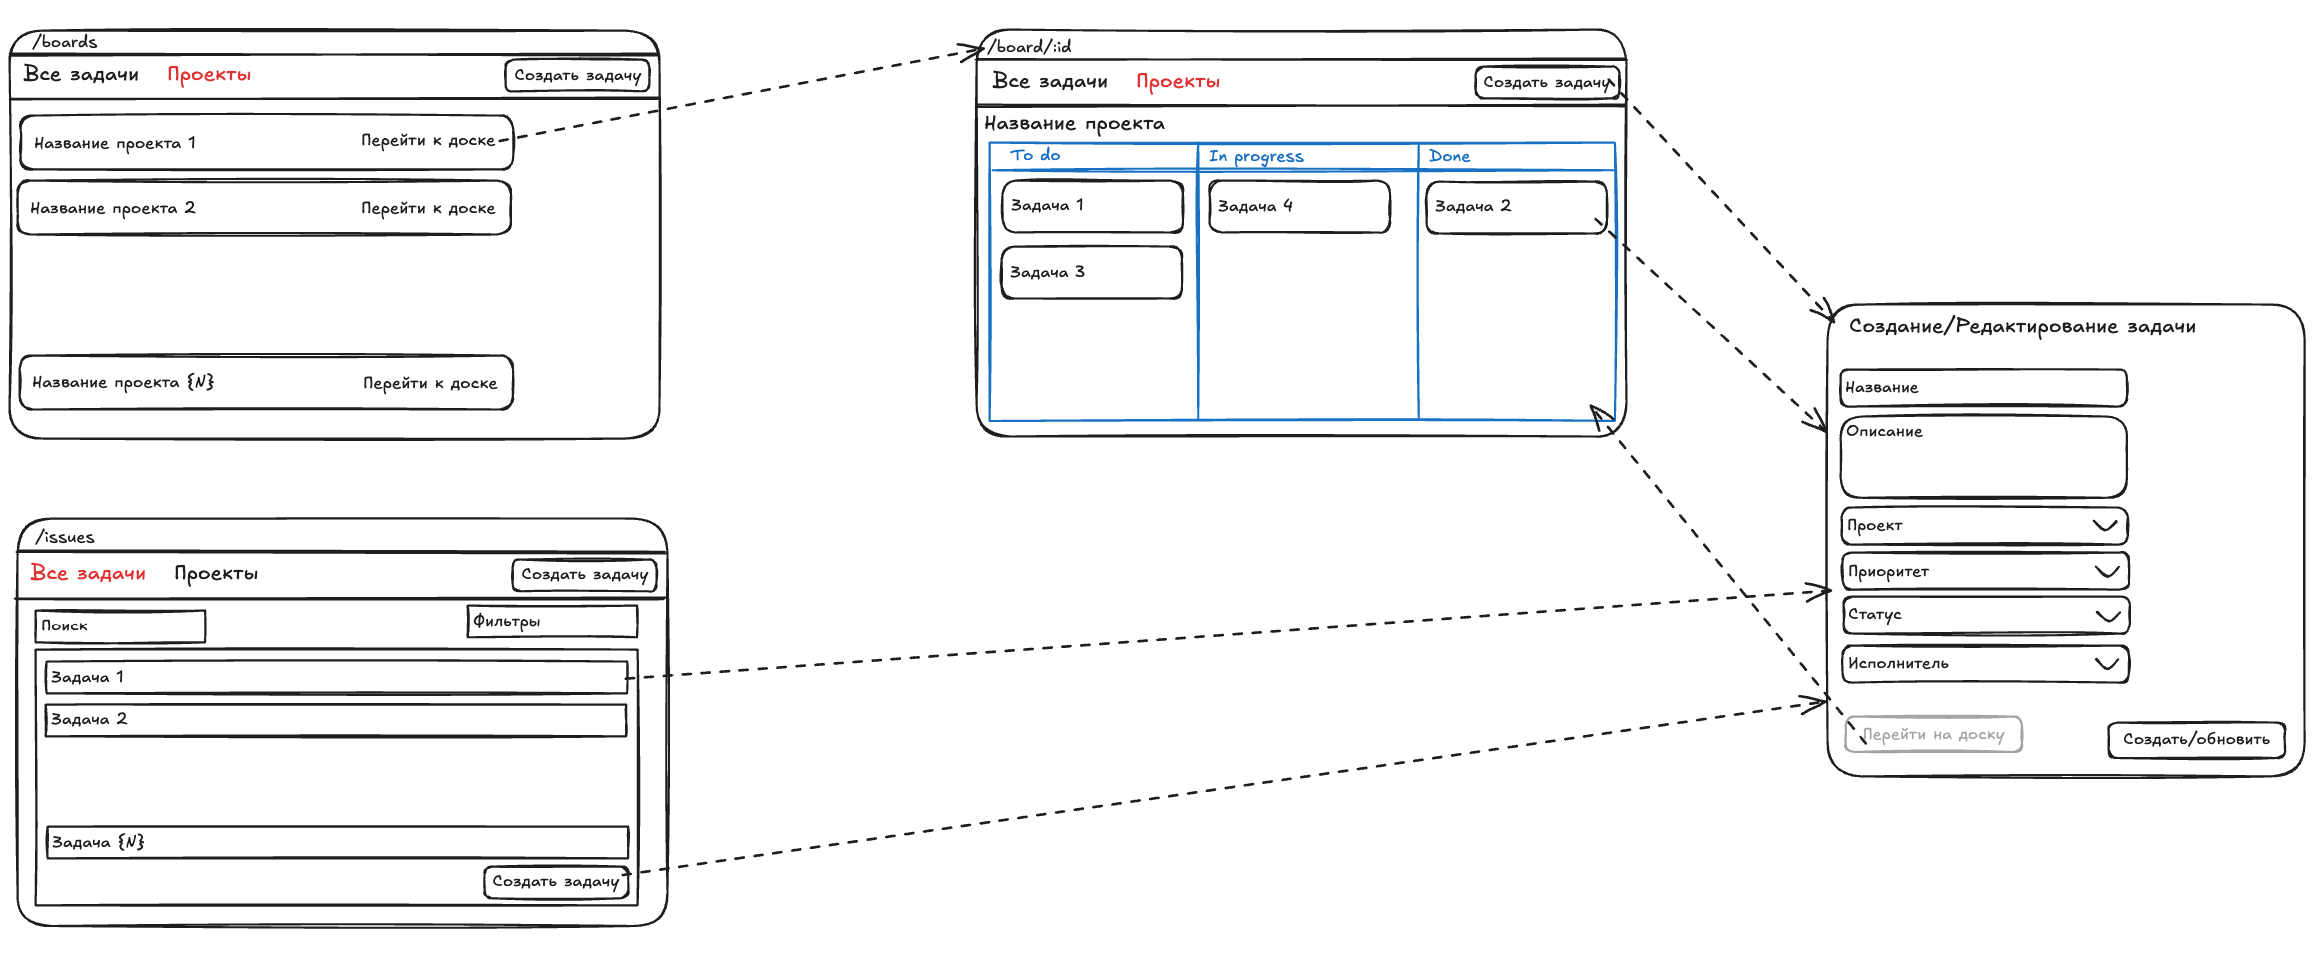 /boards
Все задачи Проекты Создать задачу
Название проекта 1 Перейти к доске
Название проекта 2 Перейти к доске
Название проекта {N} Перейти к доске
/board/:id
Все задачи Проекты Создать задачу
Название проекта
To do In progress Done
Задача 1 Задача 4 Задача 2
Задача 3
Создание/Редактирование задачи
Название
Описание
Проект
Приоритет
Статус
Исполнитель
Перейти на доску Создать/обновить
/issues
Все задачи Проекты Создать задачу
Поиск Фильтры
Задача 1
Задача 2
Задача {N}
Создать задачу